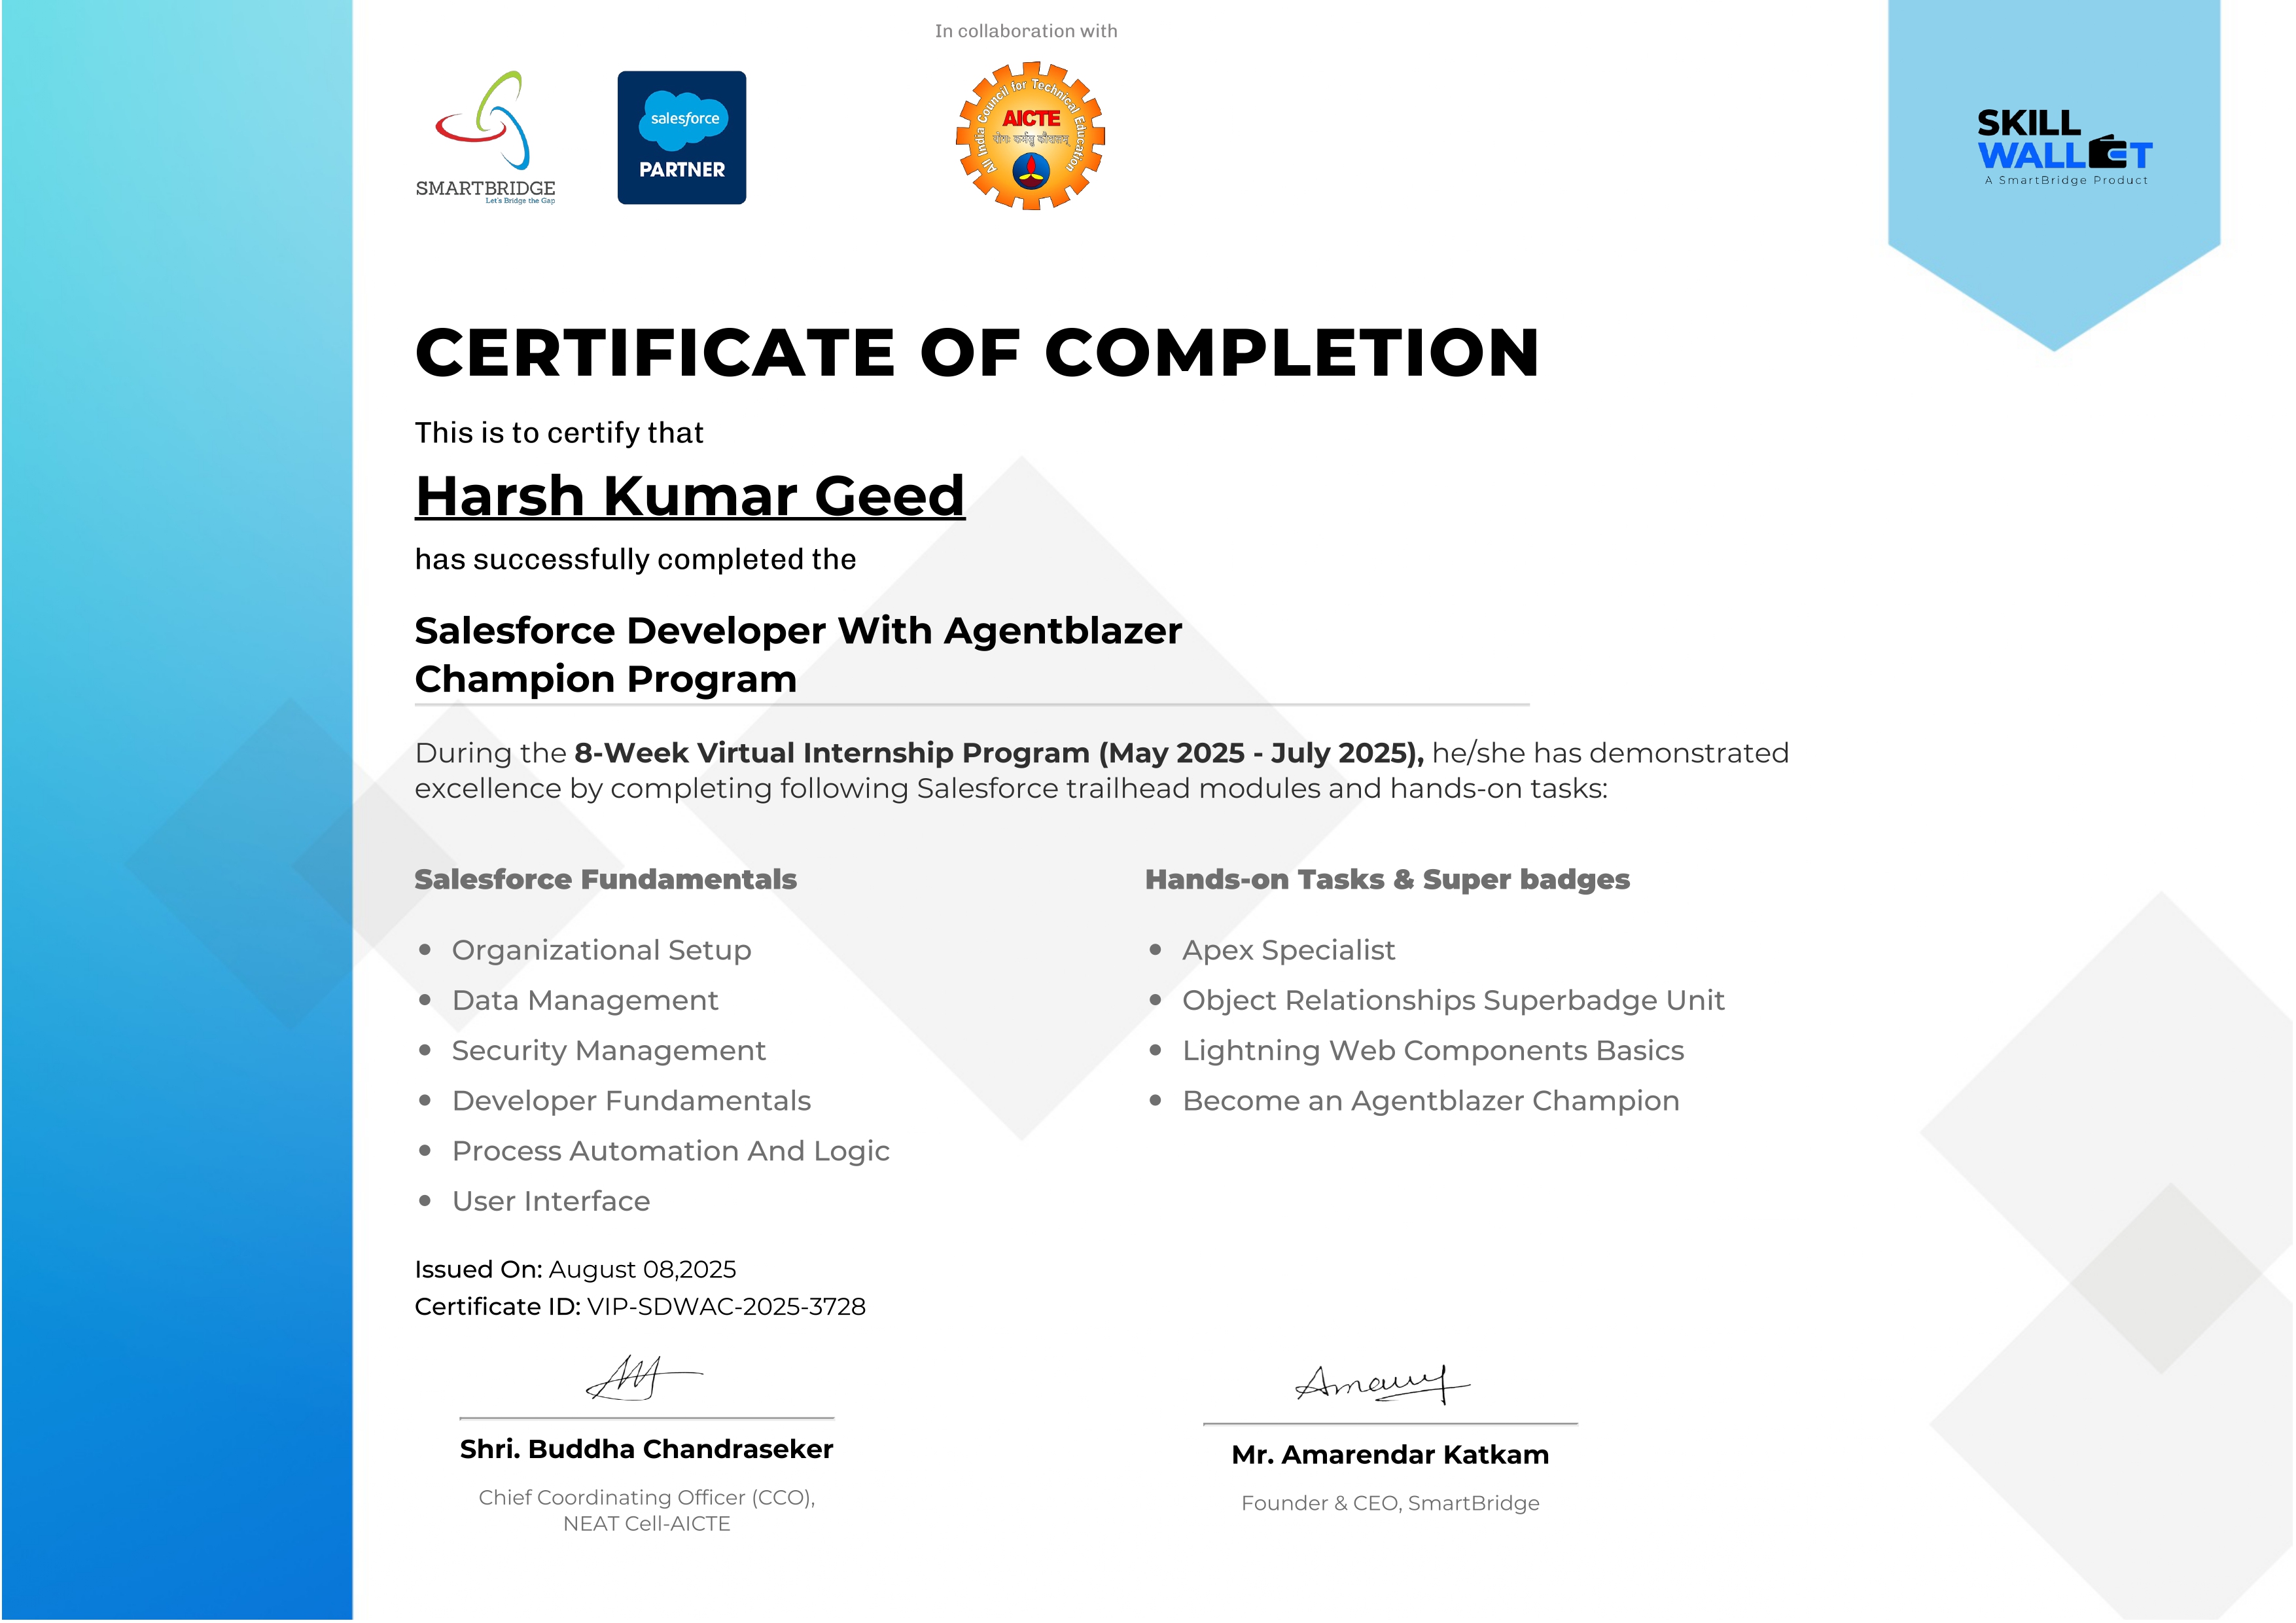 In collaboration with
SMARTBRIDGE
Let's Bridge the Gap
salesforce
PARTNER
All India Council for Technical Education
AICTE
योगः कर्मसु कौशलम्
SKILL
WALLET
A SmartBridge Product
CERTIFICATE OF COMPLETION
This is to certify that
Harsh Kumar Geed
has successfully completed the
Salesforce Developer With Agentblazer
Champion Program
During the 8-Week Virtual Internship Program (May 2025 - July 2025), he/she has demonstrated
excellence by completing following Salesforce trailhead modules and hands-on tasks:
Salesforce Fundamentals
• Organizational Setup
• Data Management
• Security Management
• Developer Fundamentals
• Process Automation And Logic
• User Interface
Hands-on Tasks & Super badges
• Apex Specialist
• Object Relationships Superbadge Unit
• Lightning Web Components Basics
• Become an Agentblazer Champion
Issued On: August 08,2025
Certificate ID: VIP-SDWAC-2025-3728
Shri. Buddha Chandraseker
Chief Coordinating Officer (CCO),
NEAT Cell-AICTE
Mr. Amarendar Katkam
Founder & CEO, SmartBridge